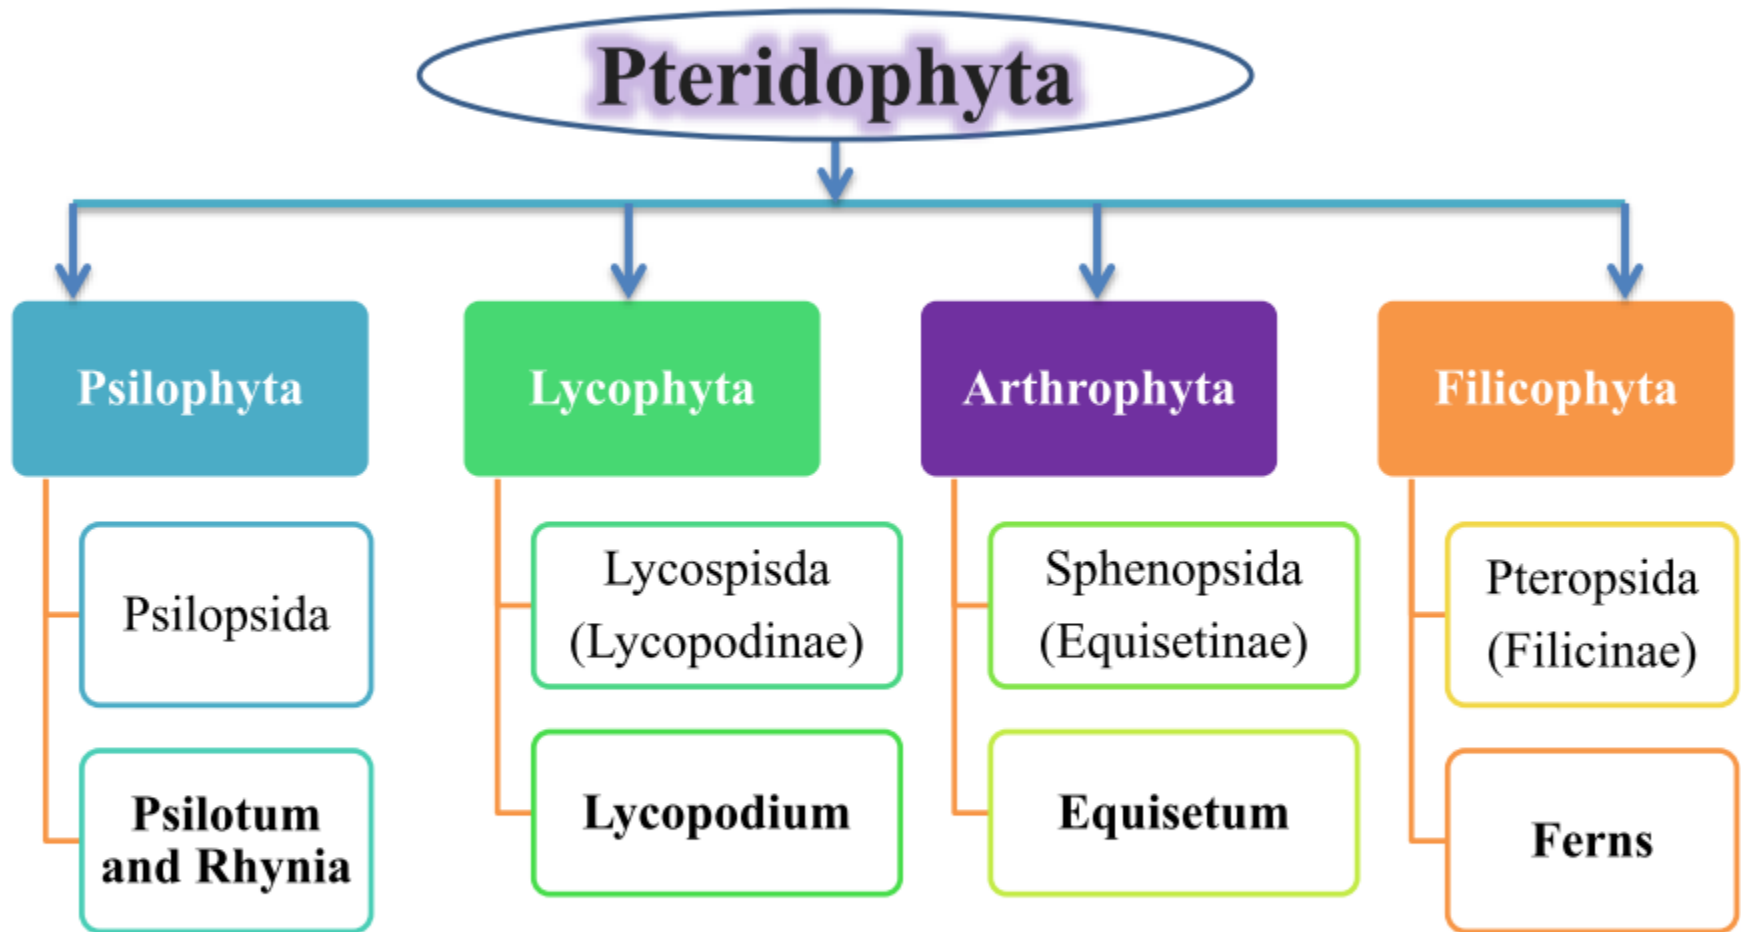 Pteridophyta
Psilophyta
Lycophyta
Arthrophyta
Filicophyta
Psilopsida
Lycospisda
(Lycopodinae)
Sphenopsida
(Equisetinae)
Pteropsida
(Filicinae)
Psilotum
and Rhynia
Lycopodium
Equisetum
Ferns